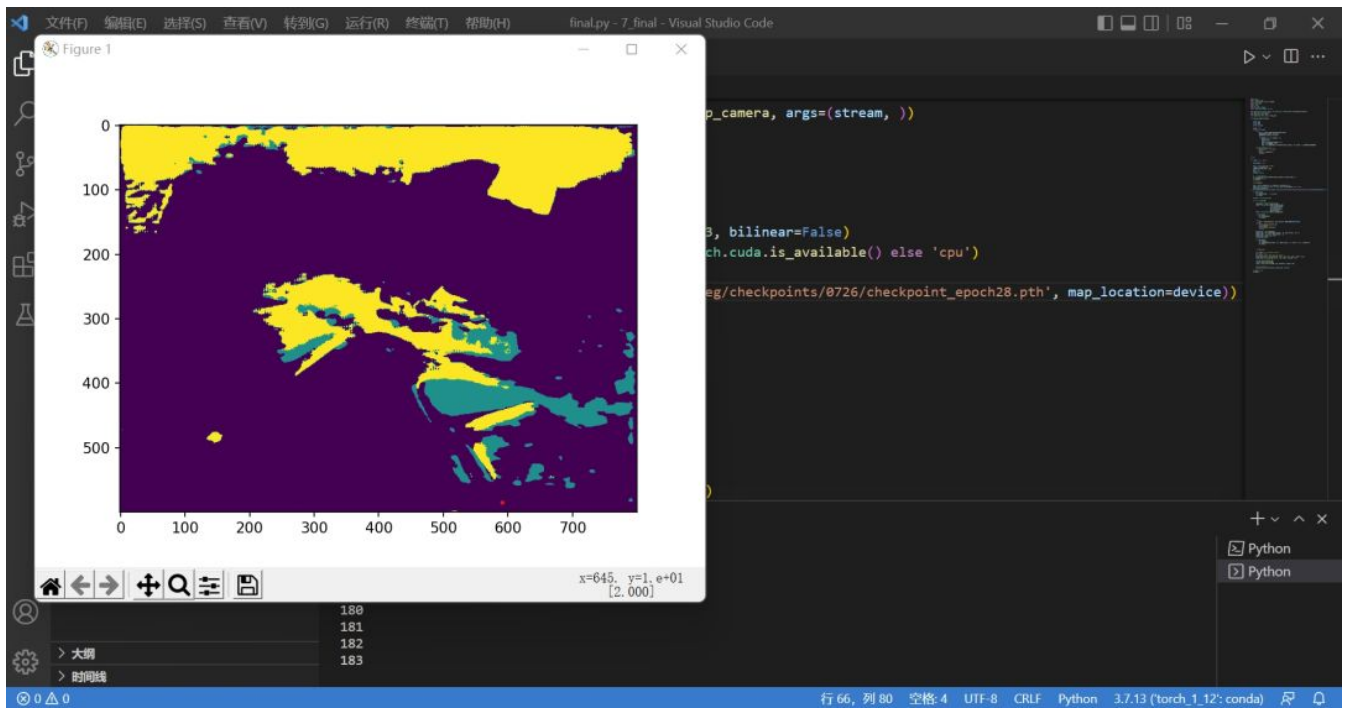 文件(F) 编辑(E) 选择(S) 查看(V) 转到(G) 运行(R) 终端(T) 帮助(H) final.py - 7_final - Visual Studio Code
Figure 1
p_camera, args=(stream, ))
3, bilinear=False)
ch.cuda.is_available() else 'cpu')
eg/checkpoints/0726/checkpoint_epoch28.pth', map_location=device))
)
0
100
200
300
400
500
0 100 200 300 400 500 600 700
x=645. y=1.e+01
[2.000]
Python
Python
180
181
182
183
大纲
时间线
0 0 行 66, 列 80 空格: 4 UTF-8 CRLF Python 3.7.13 ('torch_1_12': conda)